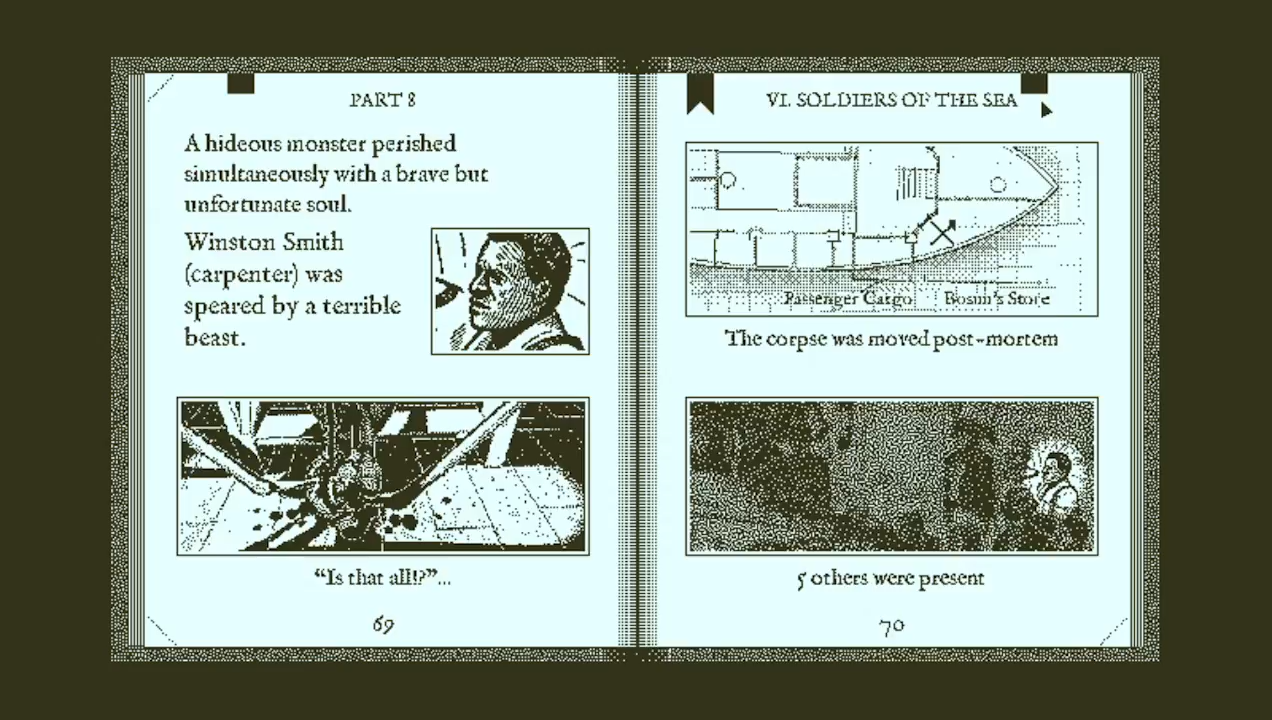 PART 8
A hideous monster perished
simultaneously with a brave but
unfortunate soul.
Winston Smith
(carpenter) was
speared by a terrible
beast.
"Is that all!?"...
69
VI. SOLDIERS OF THE SEA
Passenger Cargo
Bosun's Store
The corpse was moved post-mortem
5 others were present
70